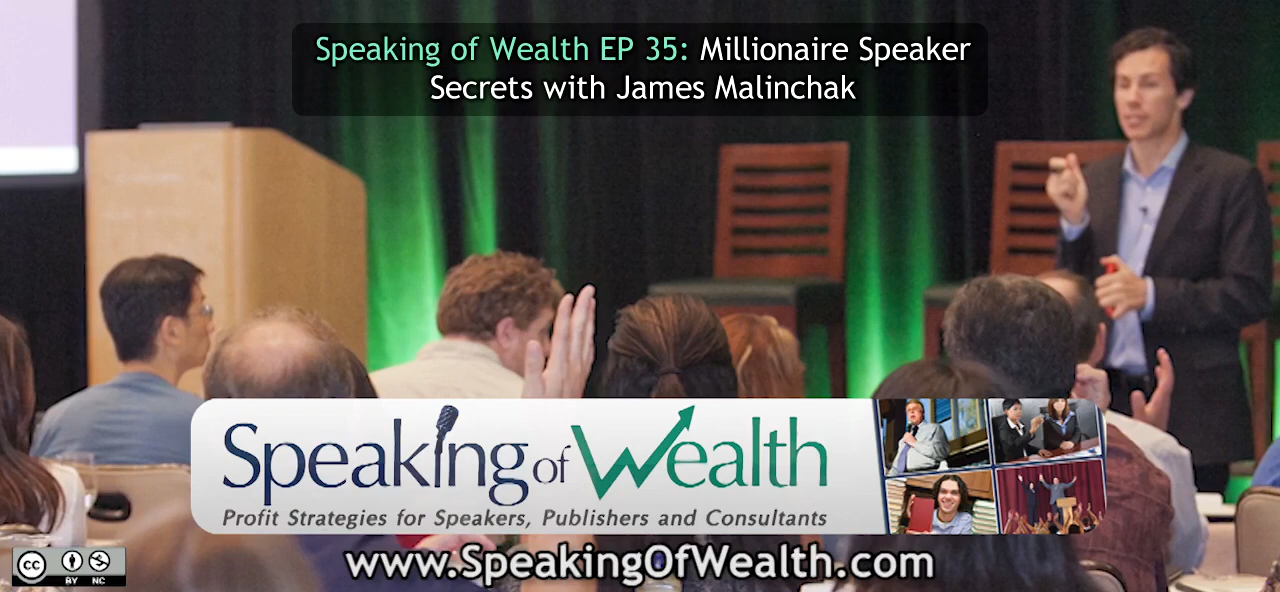 Speaking of Wealth EP 35: Millionaire Speaker
Secrets with James Malinchak
Speaking of Wealth
Profit Strategies for Speakers, Publishers and Consultants
www.SpeakingOfWealth.com
cc
BY NC